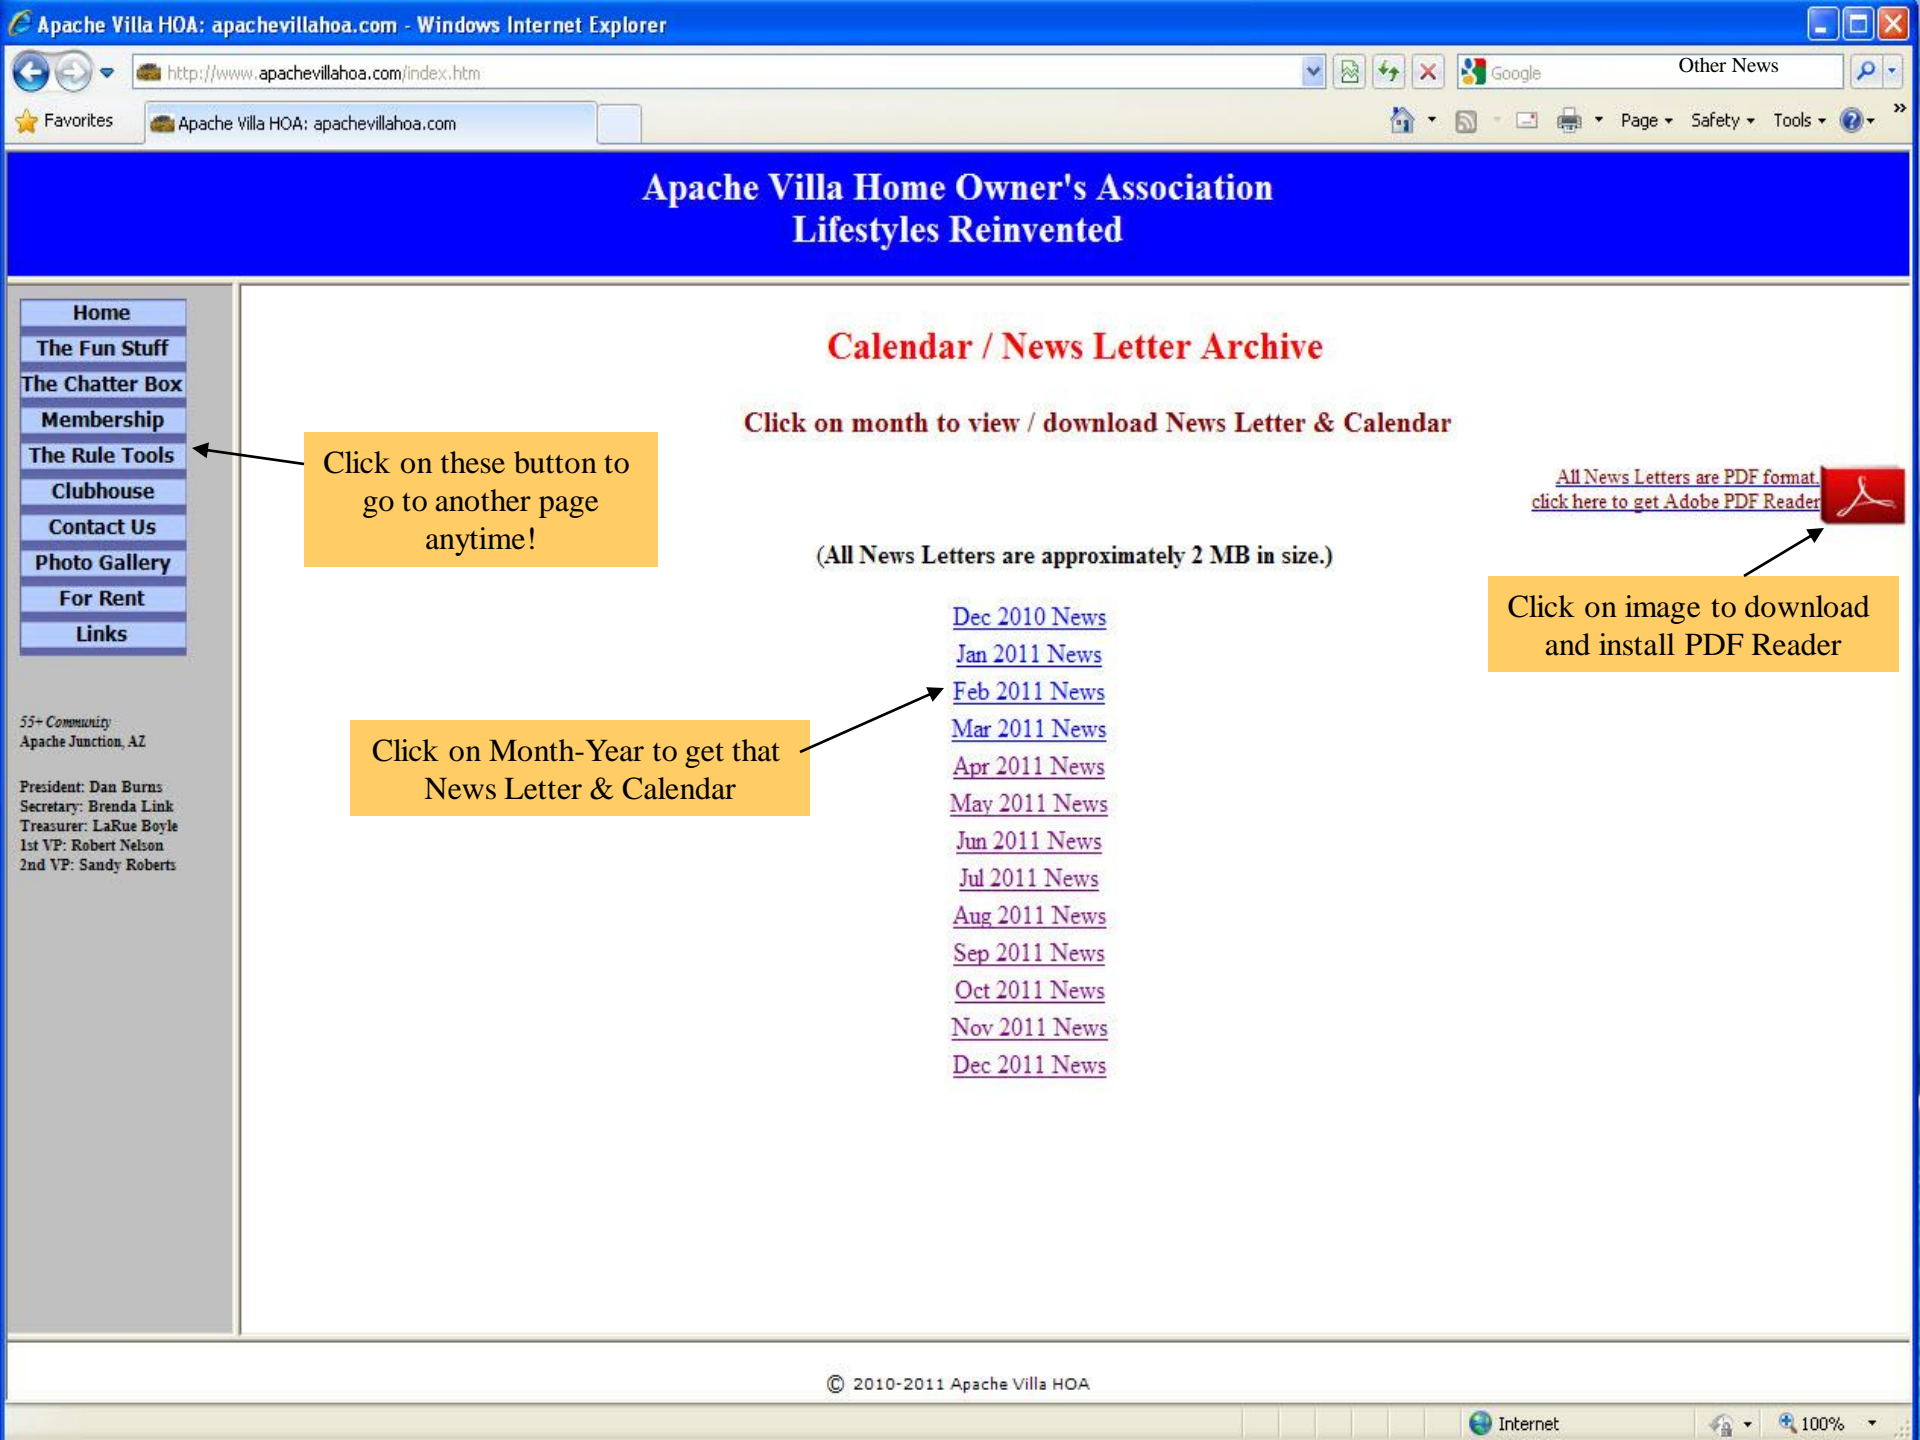 Apache Villa HOA: apachevillahoa.com - Windows Internet Explorer
http://www.apachevillahoa.com/index.htm
Google
Other News
Favorites
Apache Villa HOA: apachevillahoa.com
Page
Safety
Tools
Apache Villa Home Owner's Association
Lifestyles Reinvented
Home
The Fun Stuff
The Chatter Box
Membership
The Rule Tools
Clubhouse
Contact Us
Photo Gallery
For Rent
Links
55+ Community
Apache Junction, AZ
President: Dan Burns
Secretary: Brenda Link
Treasurer: LaRue Boyle
1st VP: Robert Nelson
2nd VP: Sandy Roberts
Calendar / News Letter Archive
Click on month to view / download News Letter & Calendar
Click on these button to
go to another page
anytime!
All News Letters are PDF format.
click here to get Adobe PDF Reader
(All News Letters are approximately 2 MB in size.)
Click on image to download
and install PDF Reader
Dec 2010 News
Jan 2011 News
Feb 2011 News
Mar 2011 News
Apr 2011 News
May 2011 News
Jun 2011 News
Jul 2011 News
Aug 2011 News
Sep 2011 News
Oct 2011 News
Nov 2011 News
Dec 2011 News
Click on Month-Year to get that
News Letter & Calendar
© 2010-2011 Apache Villa HOA
Internet
100%